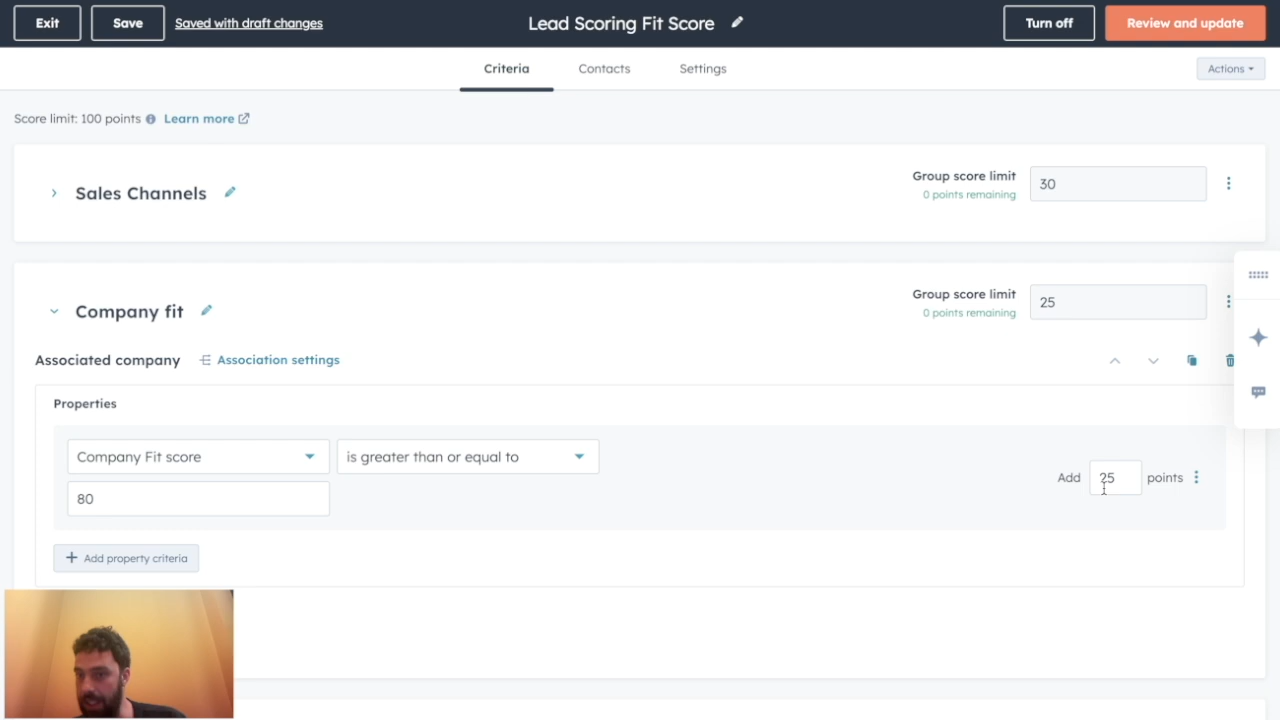 Exit
Save
Saved with draft changes
Lead Scoring Fit Score
Turn off
Review and update
Criteria
Contacts
Settings
Actions
Score limit: 100 points
Learn more
Sales Channels
Group score limit
0 points remaining
30
Company fit
Group score limit
0 points remaining
25
Associated company
Association settings
Properties
Company Fit score
is greater than or equal to
80
Add 25 points
+ Add property criteria